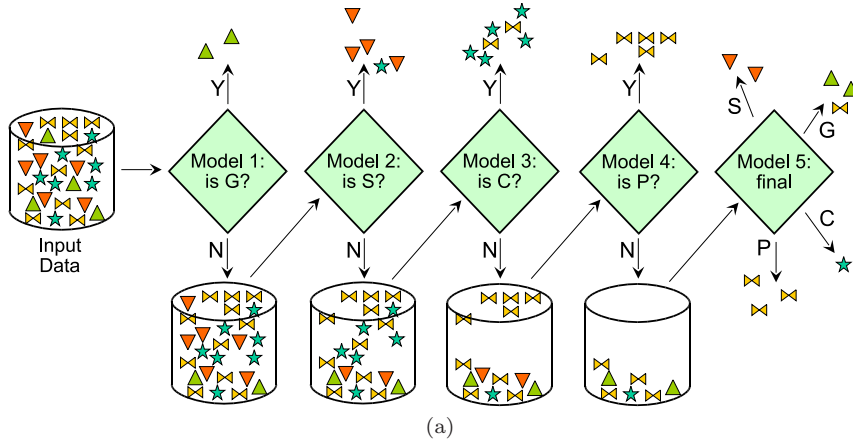 Input
Data
Model 1:
is G?
Y
N
Model 2:
is S?
Y
N
Model 3:
is C?
Y
N
Model 4:
is P?
Y
N
Model 5:
final
S
G
C
P
(a)